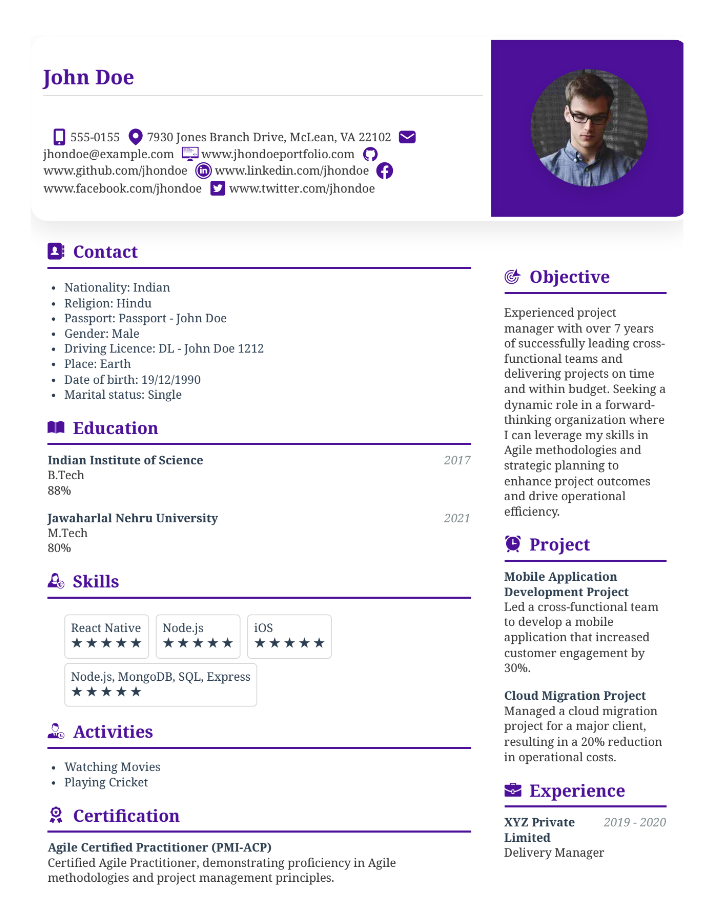 John Doe
555-0155 7930 Jones Branch Drive, McLean, VA 22102
jhondoe@example.com www.jhondoeportfolio.com
www.github.com/jhondoe www.linkedin.com/jhondoe
www.facebook.com/jhondoe www.twitter.com/jhondoe
Contact
• Nationality: Indian
• Religion: Hindu
• Passport: Passport - John Doe
• Gender: Male
• Driving Licence: DL - John Doe 1212
• Place: Earth
• Date of birth: 19/12/1990
• Marital status: Single
Education
Indian Institute of Science 2017
B.Tech
88%
Jawaharlal Nehru University 2021
M.Tech
80%
Skills
React Native Node.js iOS
★★★★★ ★★★★★ ★★★★★
Node.js, MongoDB, SQL, Express
★★★★★
Activities
• Watching Movies
• Playing Cricket
Certification
Agile Certified Practitioner (PMI-ACP)
Certified Agile Practitioner, demonstrating proficiency in Agile
methodologies and project management principles.
Objective
Experienced project
manager with over 7 years
of successfully leading cross-
functional teams and
delivering projects on time
and within budget. Seeking a
dynamic role in a forward-
thinking organization where
I can leverage my skills in
Agile methodologies and
strategic planning to
enhance project outcomes
and drive operational
efficiency.
Project
Mobile Application
Development Project
Led a cross-functional team
to develop a mobile
application that increased
customer engagement by
30%.
Cloud Migration Project
Managed a cloud migration
project for a major client,
resulting in a 20% reduction
in operational costs.
Experience
XYZ Private 2019 - 2020
Limited
Delivery Manager